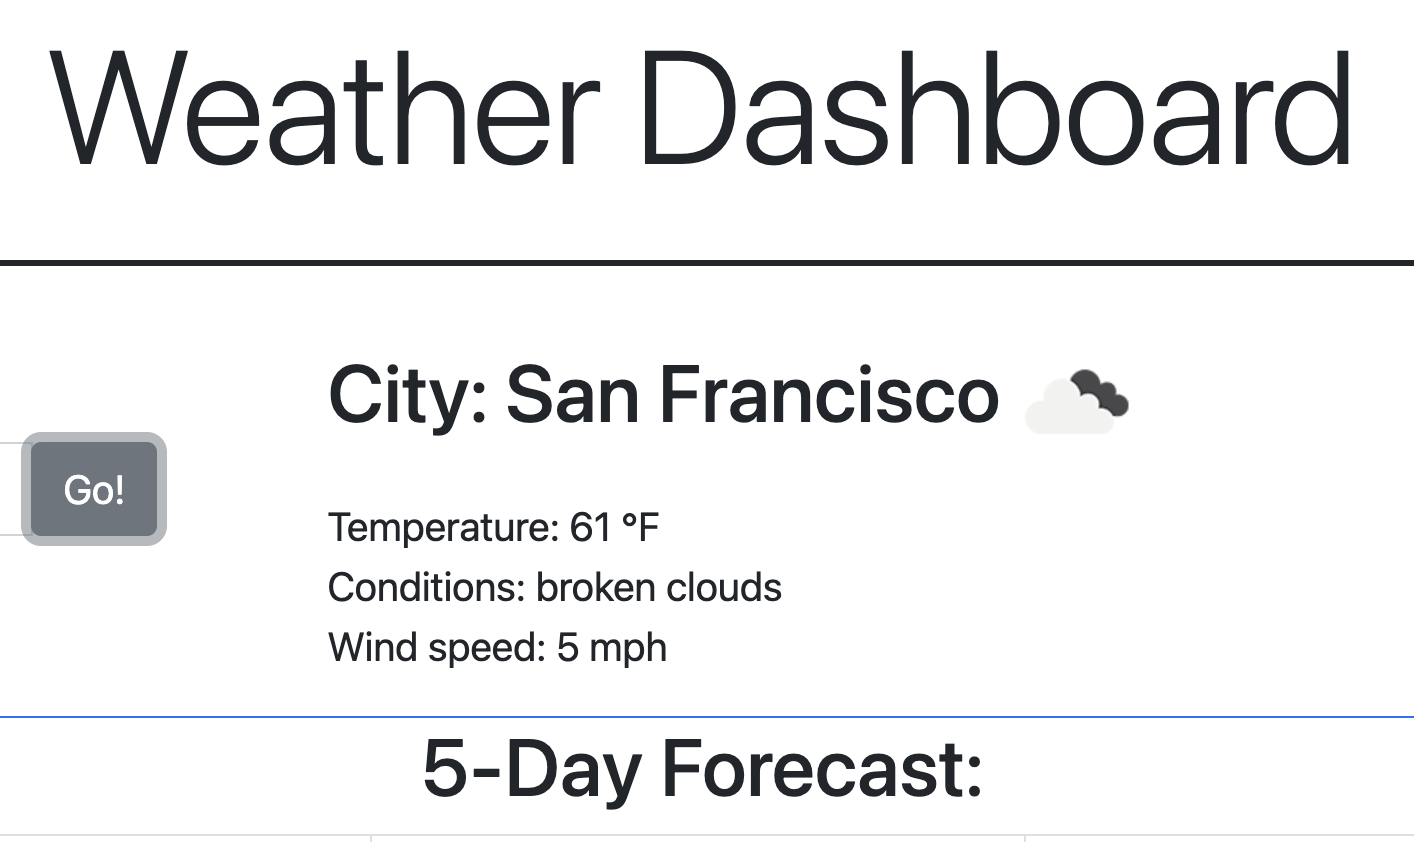 Weather Dashboard
City: San Francisco
Go!
Temperature: 61 °F
Conditions: broken clouds
Wind speed: 5 mph
5-Day Forecast: